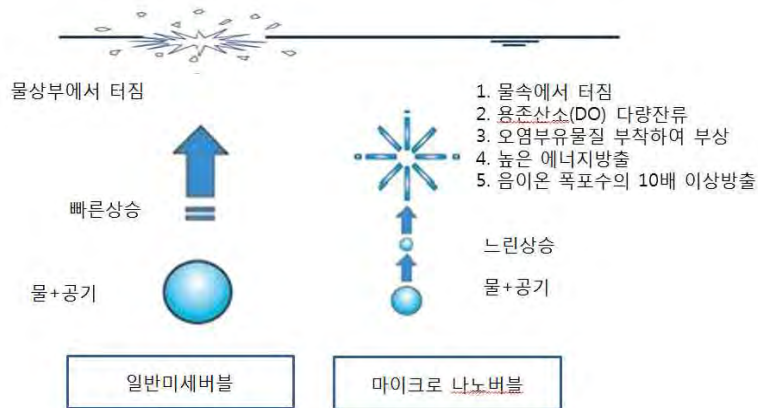 물상부에서 터짐
빠른상승
물+공기
일반미세버블
1. 물속에서 터짐
2. 용존산소(DO) 다량잔류
3. 오염부유물질 부착하여 부상
4. 높은 에너지방출
5. 음이온 폭포수의 10배 이상방출
느린상승
물+공기
마이크로 나노버블